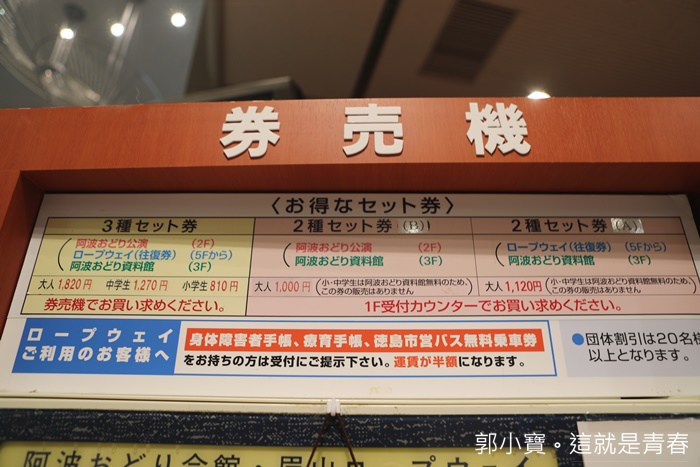 券売機
〈お得なセット券〉
3種セット券
阿波おどり公演 (2F)
ロープウェイ(往復券) (5Fから)
阿波おどり資料館 (3F)
大人1,820円 中学生1,270円 小学生810円
券売機でお買い求めください。
2種セット券(B)
阿波おどり公演 (2F)
阿波おどり資料館 (3F)
大人1,000円 (小・中学生は阿波おどり資料館無料のため、
この券の販売はありません)
2種セット券(A)
ロープウェイ(往復券) (5Fから)
阿波おどり資料館 (3F)
大人1,120円 (小・中学生は阿波おどり資料館無料のため、
この券の販売はありません)
1F受付カウンターでお買い求めください。
ロープウェイ
ご利用のお客様へ
身体障害者手帳、療育手帳、徳島市営バス無料乗車券
をお持ちの方は受付にご提示下さい。運賃が半額になります。
●団体割引は20名様
以上となります。
阿波おどり会館・眉山ロープウェイ
郭小寶。這就是青春